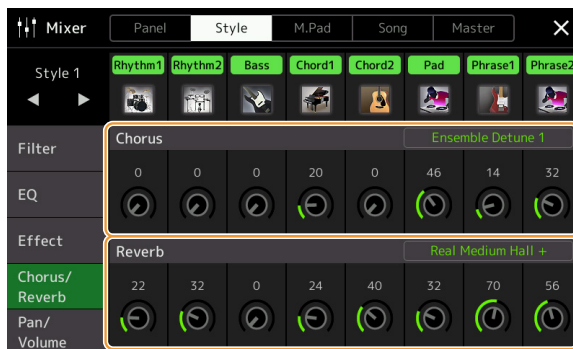 Mixer
Panel Style M.Pad Song Master
Style 1
Rhythm1 Rhythm2 Bass Chord1 Chord2 Pad Phrase1 Phrase2
Filter
EQ
Effect
Chorus/
Reverb
Pan/
Volume
Chorus Ensemble Detune 1
0 0 0 20 0 46 14 32
Reverb Real Medium Hall +
22 32 0 24 40 32 70 56